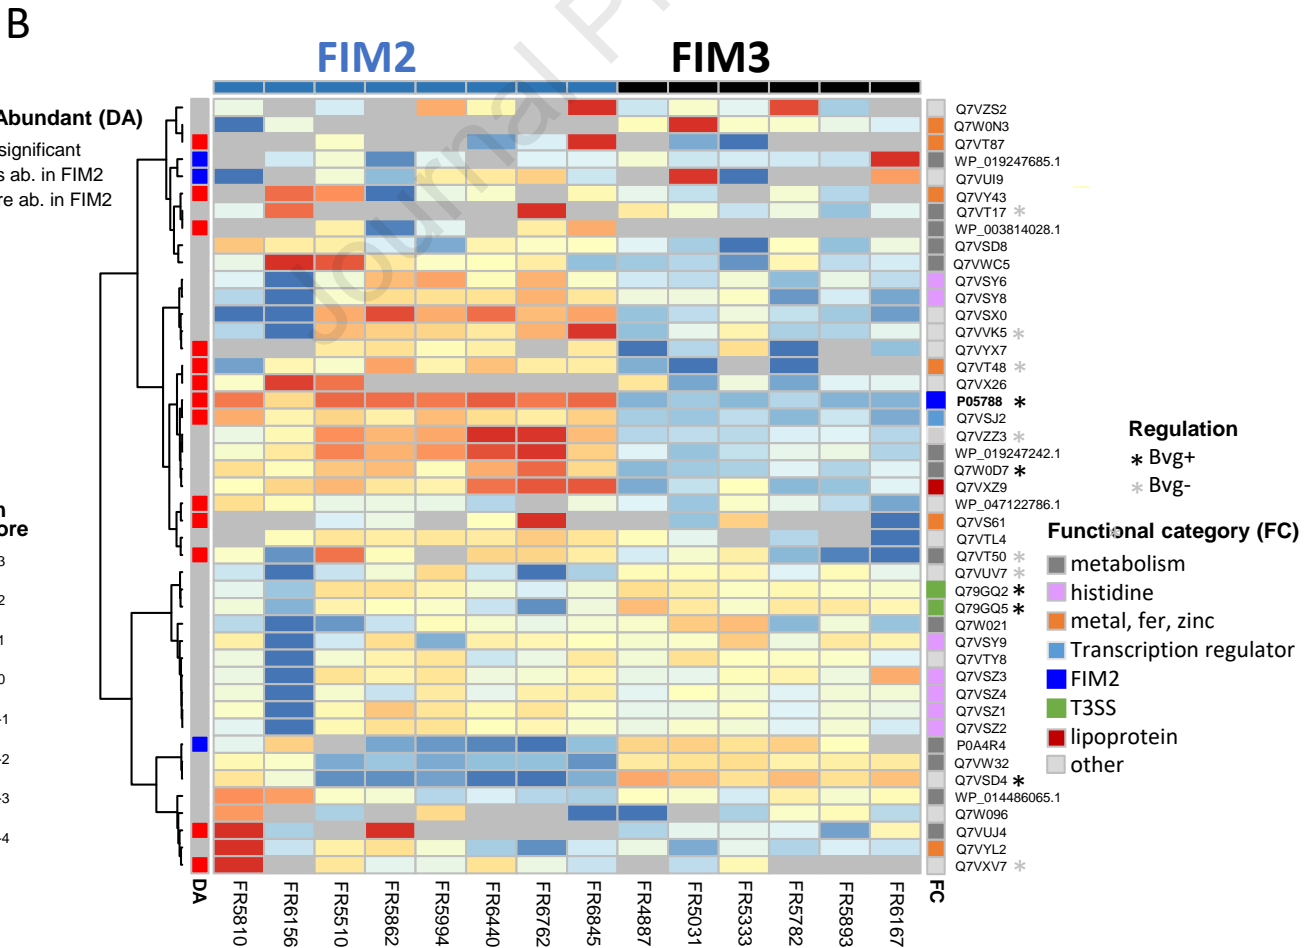 B
FIM2
FIM3
Journal P
Abundant (DA)
significant
s ab. in FIM2
re ab. in FIM2
n
ore
3
2
1
0
-1
-2
-3
-4
Q7VZS2
Q7W0N3
Q7VT87
WP_019247685.1
Q7VUI9
Q7VY43
Q7VT17 *
WP_003814028.1
Q7VSD8
Q7VWC5
Q7VSY6
Q7VSY8
Q7VSX0
Q7VVK5 *
Q7VYX7
Q7VT48 *
Q7VX26
P05788 *
Q7VSJ2
Q7VZZ3 *
WP_019247242.1
Q7W0D7 *
Q7VXZ9
WP_047122786.1
Q7VS61
Q7VTL4
Q7VT50 *
Q7VUV7 *
Q79GQ2 *
Q79GQ5 *
Q7W021
Q7VSY9
Q7VTY8
Q7VSZ3
Q7VSZ4
Q7VSZ1
Q7VSZ2
P0A4R4
Q7VW32
Q7VSD4 *
WP_014486065.1
Q7W096
Q7VUJ4
Q7VYL2
Q7VXV7 *
Regulation
* Bvg+
* Bvg-
Functional category (FC)
metabolism
histidine
metal, fer, zinc
Transcription regulator
FIM2
T3SS
lipoprotein
other
DA
FR5810
FR6156
FR5510
FR5862
FR5994
FR6440
FR6762
FR6845
FR4887
FR5031
FR5333
FR5782
FR5893
FR6167
FC